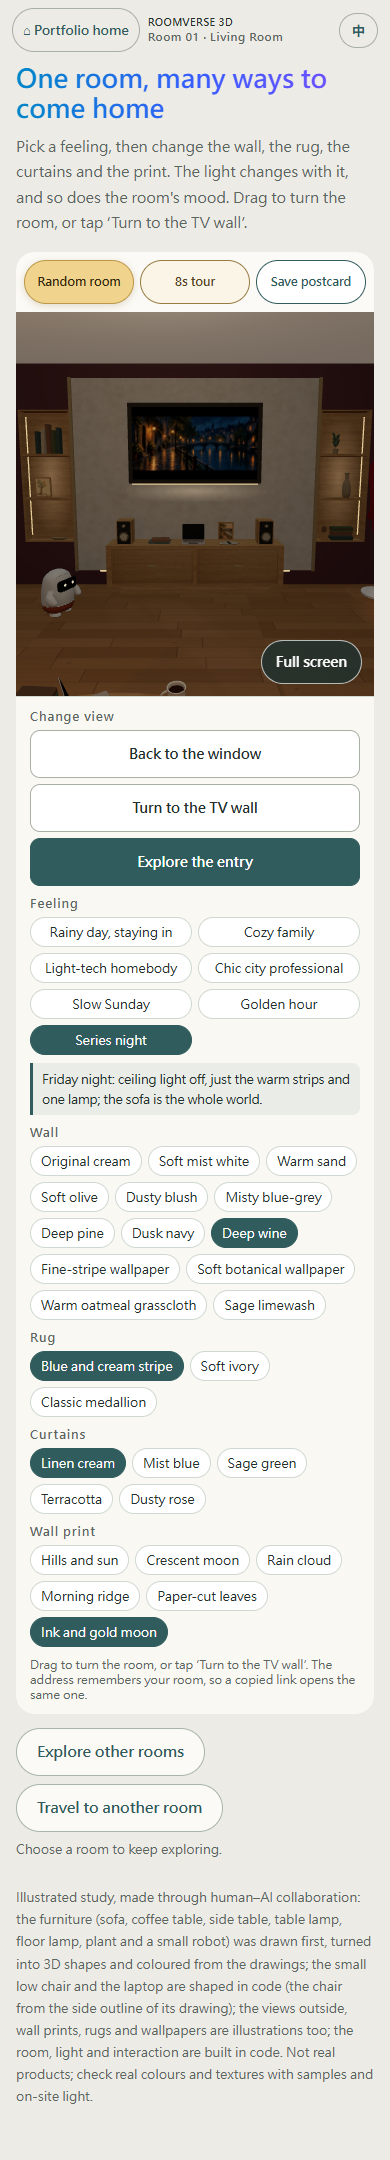 ⌂ Portfolio home
ROOMVERSE 3D
Room 01 · Living Room
中
One room, many ways to
come home
Pick a feeling, then change the wall, the rug, the
curtains and the print. The light changes with it,
and so does the room's mood. Drag to turn the
room, or tap ‘Turn to the TV wall’.
Random room
8s tour
Save postcard
Full screen
Change view
Back to the window
Turn to the TV wall
Explore the entry
Feeling
Rainy day, staying in
Cozy family
Light-tech homebody
Chic city professional
Slow Sunday
Golden hour
Series night
Friday night: ceiling light off, just the warm strips and
one lamp; the sofa is the whole world.
Wall
Original cream
Soft mist white
Warm sand
Soft olive
Dusty blush
Misty blue-grey
Deep pine
Dusk navy
Deep wine
Fine-stripe wallpaper
Soft botanical wallpaper
Warm oatmeal grasscloth
Sage limewash
Rug
Blue and cream stripe
Soft ivory
Classic medallion
Curtains
Linen cream
Mist blue
Sage green
Terracotta
Dusty rose
Wall print
Hills and sun
Crescent moon
Rain cloud
Morning ridge
Paper-cut leaves
Ink and gold moon
Drag to turn the room, or tap ‘Turn to the TV wall’. The
address remembers your room, so a copied link opens the
same one.
Explore other rooms
Travel to another room
Choose a room to keep exploring.
Illustrated study, made through human–AI collaboration:
the furniture (sofa, coffee table, side table, table lamp,
floor lamp, plant and a small robot) was drawn first, turned
into 3D shapes and coloured from the drawings; the small
low chair and the laptop are shaped in code (the chair
from the side outline of its drawing); the views outside,
wall prints, rugs and wallpapers are illustrations too; the
room, light and interaction are built in code. Not real
products; check real colours and textures with samples and
on-site light.